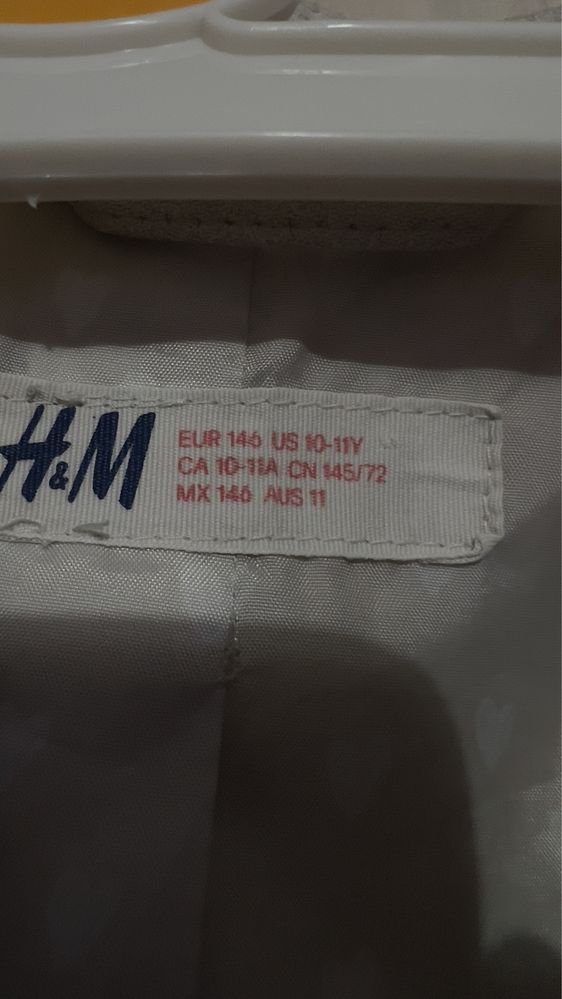 H&M
EUR 146 US 10-11Y
CA 10-11A CN 145/72
MX 146 AUS 11